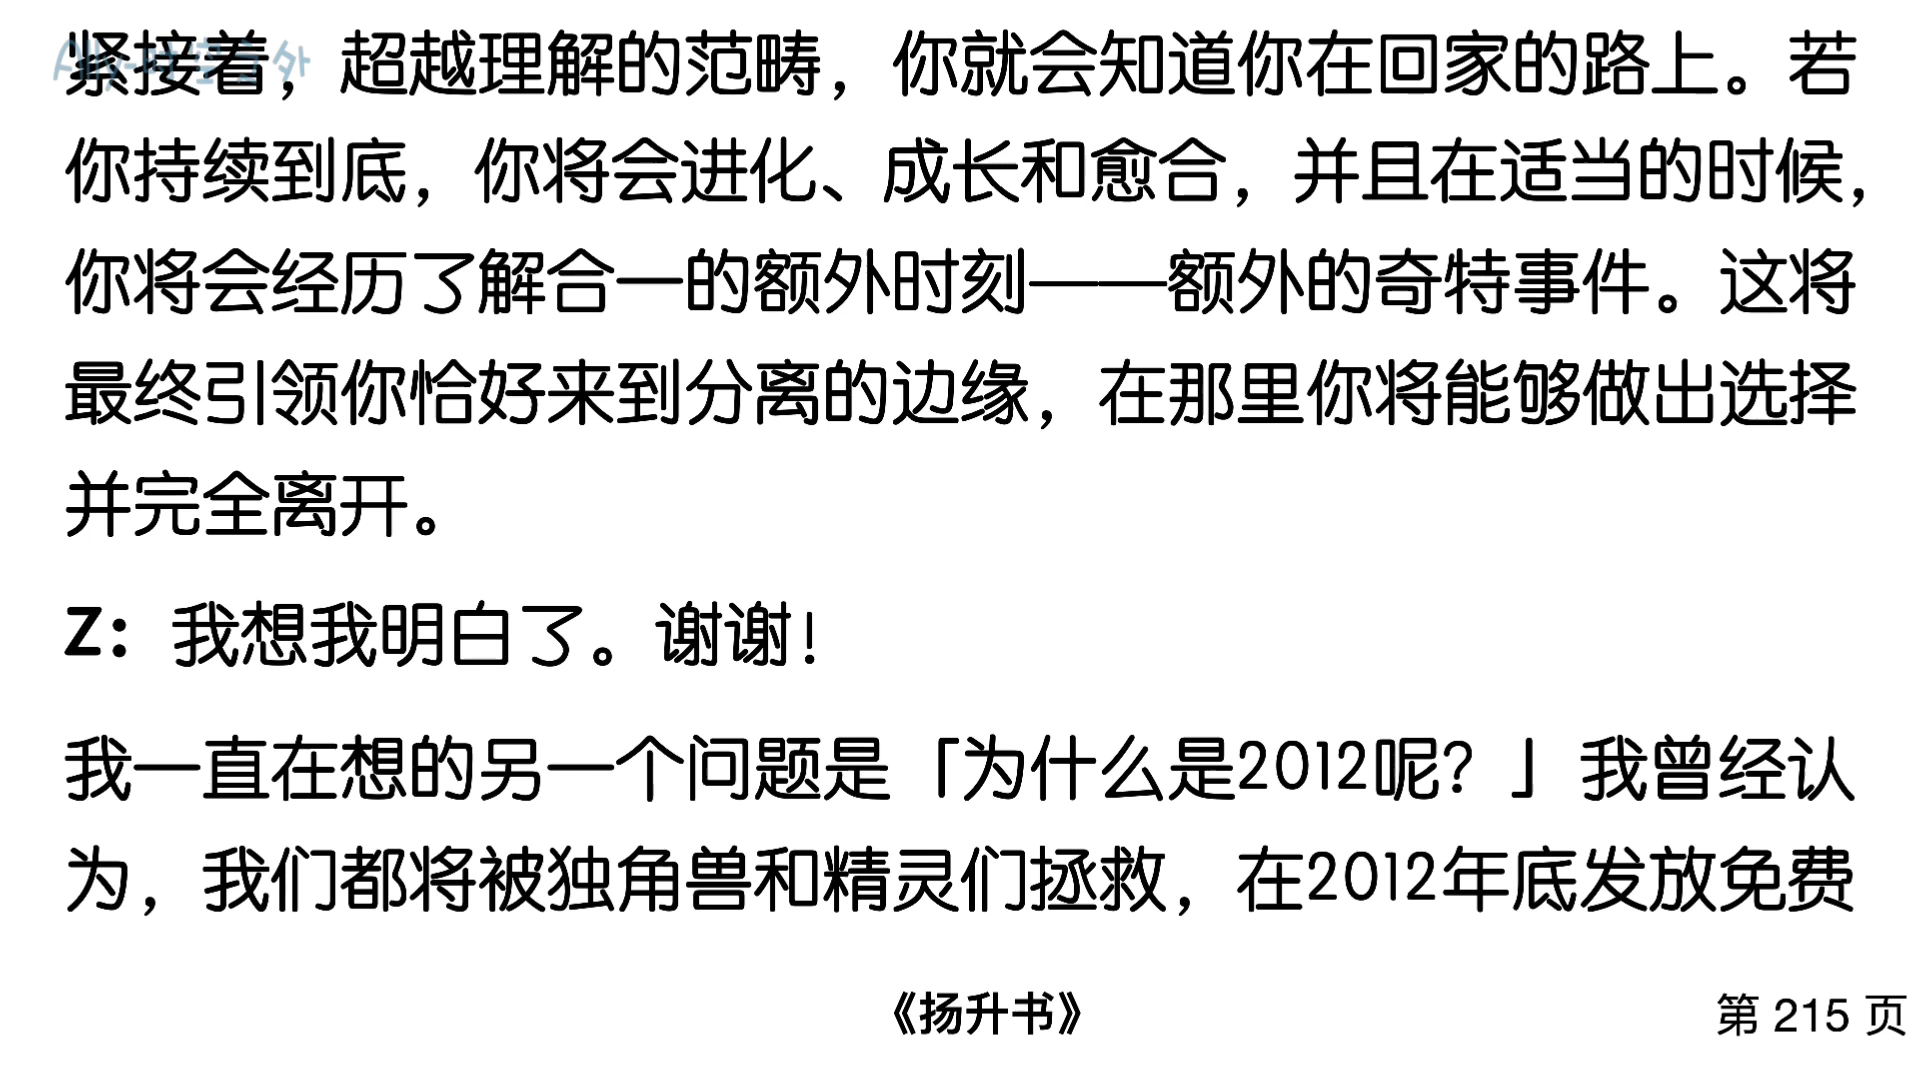 紧接着，超越理解的范畴，你就会知道你在回家的路上。若
你持续到底，你将会进化、成长和愈合，并且在适当的时候，
你将会经历了解合一的额外时刻——额外的奇特事件。这将
最终引领你恰好来到分离的边缘，在那里你将能够做出选择
并完全离开。
Z：我想我明白了。谢谢！
我一直在想的另一个问题是「为什么是2012呢？」我曾经认
为，我们都将被独角兽和精灵们拯救，在2012年底发放免费
《扬升书》
第 215 页